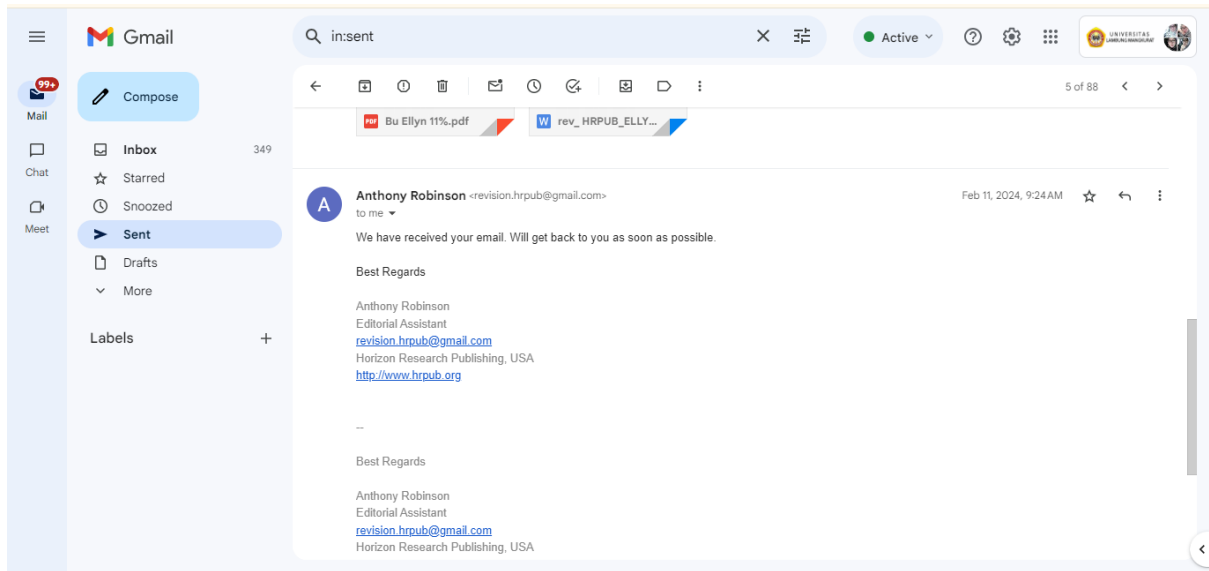 Gmail
in:sent
Active
UNIVERSITAS
LAMBUNG MANGKURAT
99+
Mail
Chat
Meet
Compose
Inbox 349
Starred
Snoozed
Sent
Drafts
More
Labels
5 of 88
PDF Bu Ellyn 11%.pdf
W rev_ HRPUB_ELLY...
A
Anthony Robinson <revision.hrpub@gmail.com>
Feb 11, 2024, 9:24 AM
to me
We have received your email. Will get back to you as soon as possible.
Best Regards
Anthony Robinson
Editorial Assistant
revision.hrpub@gmail.com
Horizon Research Publishing, USA
http://www.hrpub.org
--
Best Regards
Anthony Robinson
Editorial Assistant
revision.hrpub@gmail.com
Horizon Research Publishing, USA